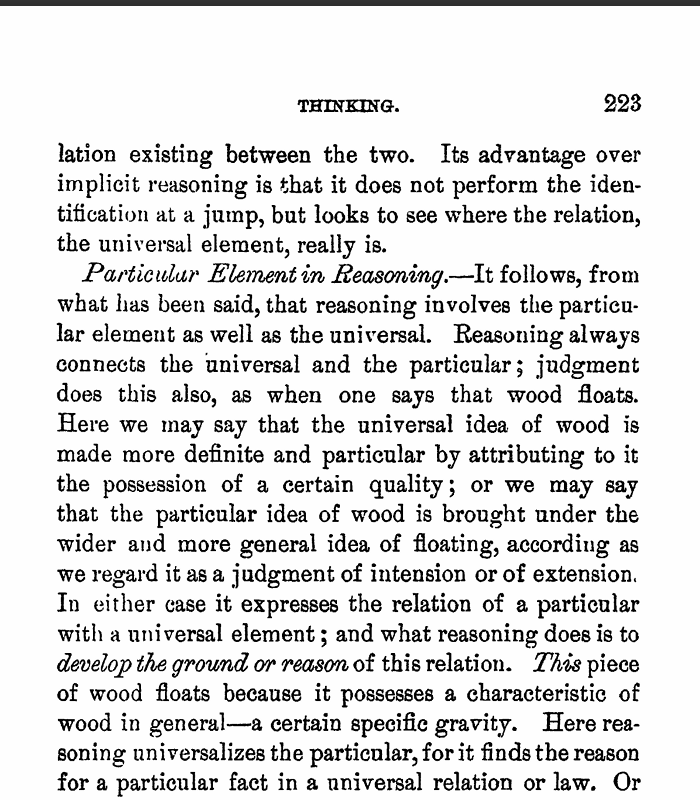 THINKING. 223
lation existing between the two. Its advantage over
implicit reasoning is that it does not perform the iden-
tification at a jump, but looks to see where the relation,
the universal element, really is.
Particular Element in Reasoning.—It follows, from
what has been said, that reasoning involves the particu-
lar element as well as the universal. Reasoning always
connects the universal and the particular; judgment
does this also, as when one says that wood floats.
Here we may say that the universal idea of wood is
made more definite and particular by attributing to it
the possession of a certain quality; or we may say
that the particular idea of wood is brought under the
wider and more general idea of floating, according as
we regard it as a judgment of intension or of extension.
In either case it expresses the relation of a particular
with a universal element; and what reasoning does is to
develop the ground or reason of this relation. This piece
of wood floats because it possesses a characteristic of
wood in general—a certain specific gravity. Here rea-
soning universalizes the particular, for it finds the reason
for a particular fact in a universal relation or law. Or